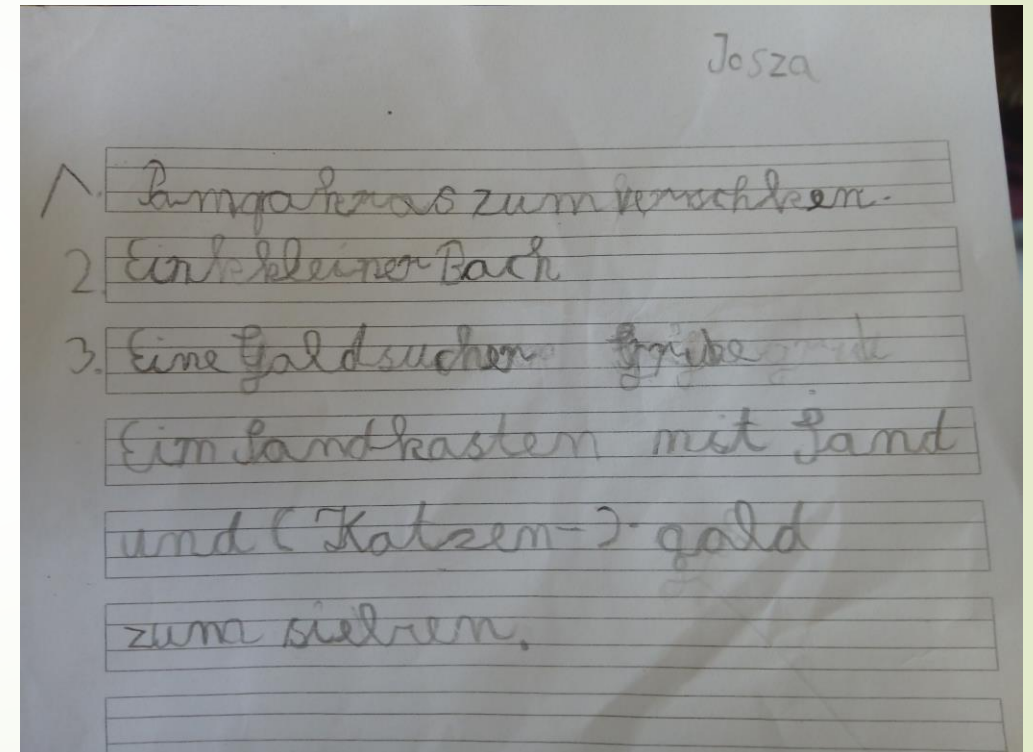 Josza
1. zum
2. Ein kleiner Bach
3. Eine Goldsucher grube
Ein Sandkasten mit Sand
und (Katzen-) gold
zum sieben.